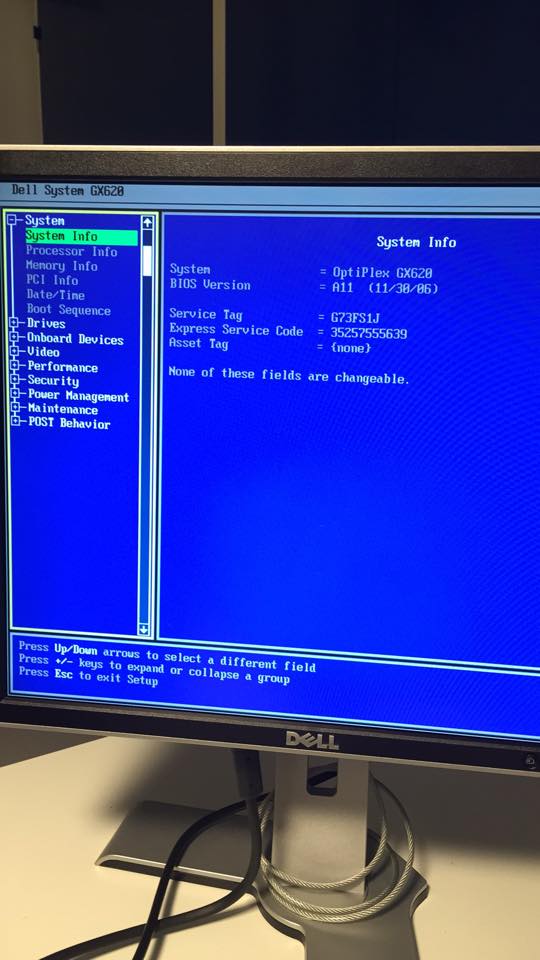 Dell System GX620
System
System Info
Processor Info
Memory Info
PCI Info
Date/Time
Boot Sequence
Drives
Onboard Devices
Video
Performance
Security
Power Management
Maintenance
POST Behavior
System Info
System = OptiPlex GX620
BIOS Version = A11 (11/30/06)
Service Tag = G73FS1J
Express Service Code = 35257555639
Asset Tag = {none}
None of these fields are changeable.
Press Up/Down arrows to select a different field
Press +/- keys to expand or collapse a group
Press Esc to exit Setup
DELL